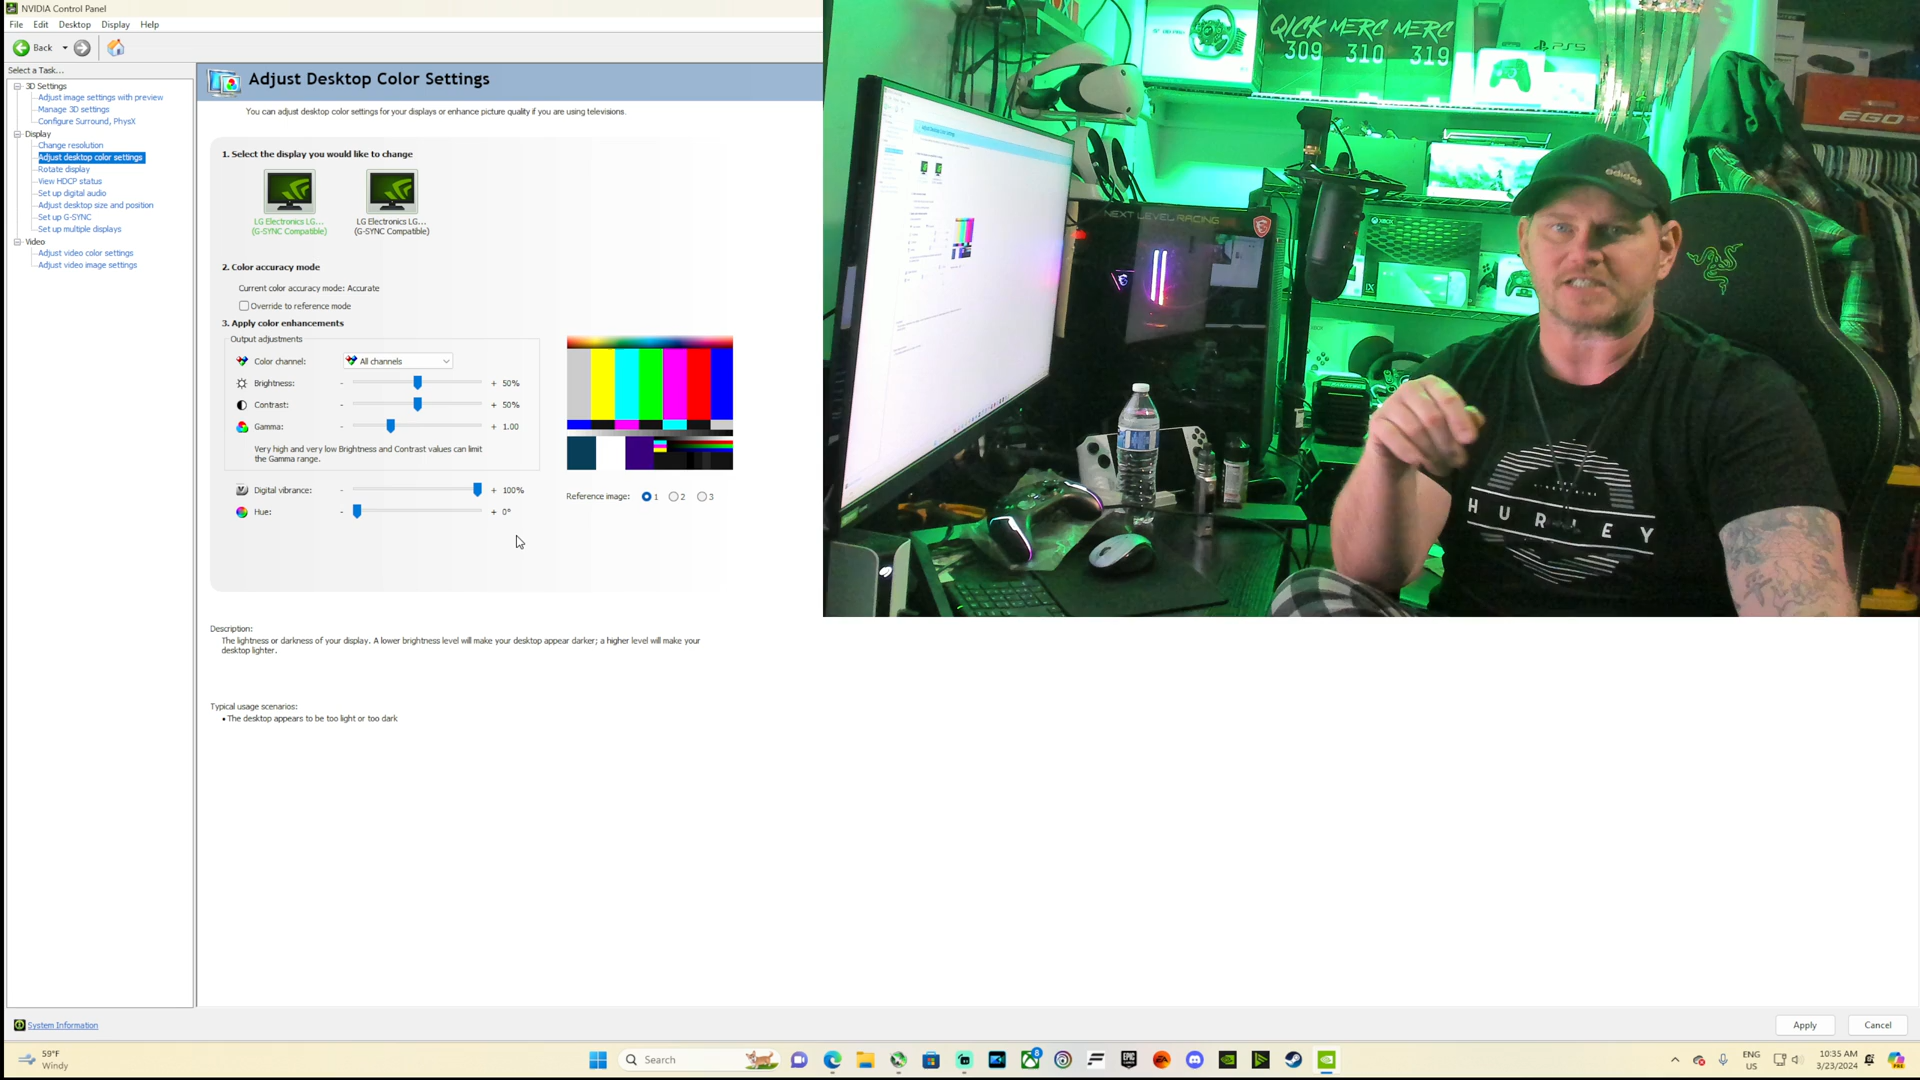 NVIDIA Control Panel
File Edit Desktop Display Help
Back
Select a Task...
3D Settings
Adjust image settings with preview
Manage 3D settings
Configure Surround, PhysX
Display
Change resolution
Adjust desktop color settings
Rotate display
View HDCP status
Set up digital audio
Adjust desktop size and position
Set up G-SYNC
Set up multiple displays
Video
Adjust video color settings
Adjust video image settings
System Information
Adjust Desktop Color Settings
You can adjust desktop color settings for your displays or enhance picture quality if you are using televisions.
1. Select the display you would like to change
LG Electronics LG... LG Electronics LG...
(G-SYNC Compatible) (G-SYNC Compatible)
2. Color accuracy mode
Current color accuracy mode: Accurate
Override to reference mode
3. Apply color enhancements
Output adjustments
Color channel: All channels
Brightness: - + 50%
Contrast: - + 50%
Gamma: - + 1.00
Very high and very low Brightness and Contrast values can limit
the Gamma range.
Digital vibrance: - + 100%
Hue: - + 0°
Reference image: 1 2 3
Description:
The lightness or darkness of your display. A lower brightness level will make your desktop appear darker; a higher level will make your
desktop lighter.
Typical usage scenarios:
• The desktop appears to be too light or too dark
QICK MERC MERC
309 310 319
PS5
EGO
NEXT LEVEL RACING
XBOX
adidas
HURLEY
Apply Cancel
59°F
Windy
Search
8
EPIC
ENG
US
10:35 AM
3/23/2024
PRE